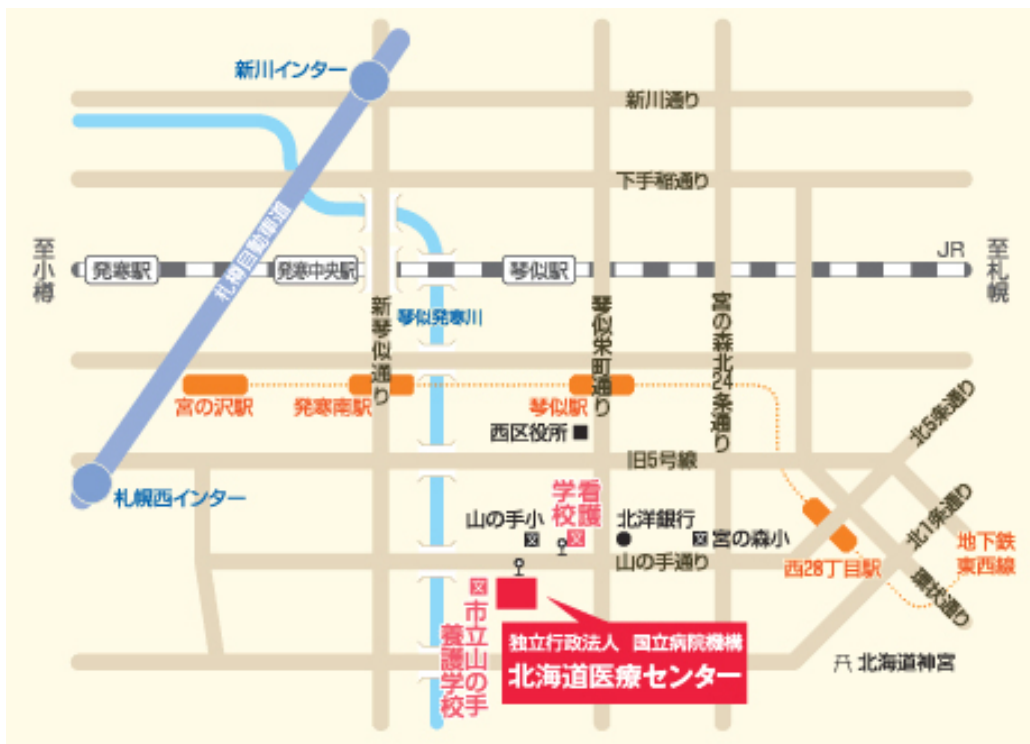 新川インター
新川通り
下手稲通り
札樽自動車道
至小樽
発寒駅
発寒中央駅
琴似駅
JR
至札幌
新琴似通り
琴似発寒川
琴似栄町通り
宮の森北24条通り
宮の沢駅
発寒南駅
琴似駅
西区役所
北5条通り
旧5号線
札幌西インター
山の手小
看護
学校
北洋銀行
宮の森小
北1条通り
地下鉄
東西線
山の手通り
西28丁目駅
環状通り
市立山の手
養護学校
独立行政法人 国立病院機構
北海道医療センター
北海道神宮